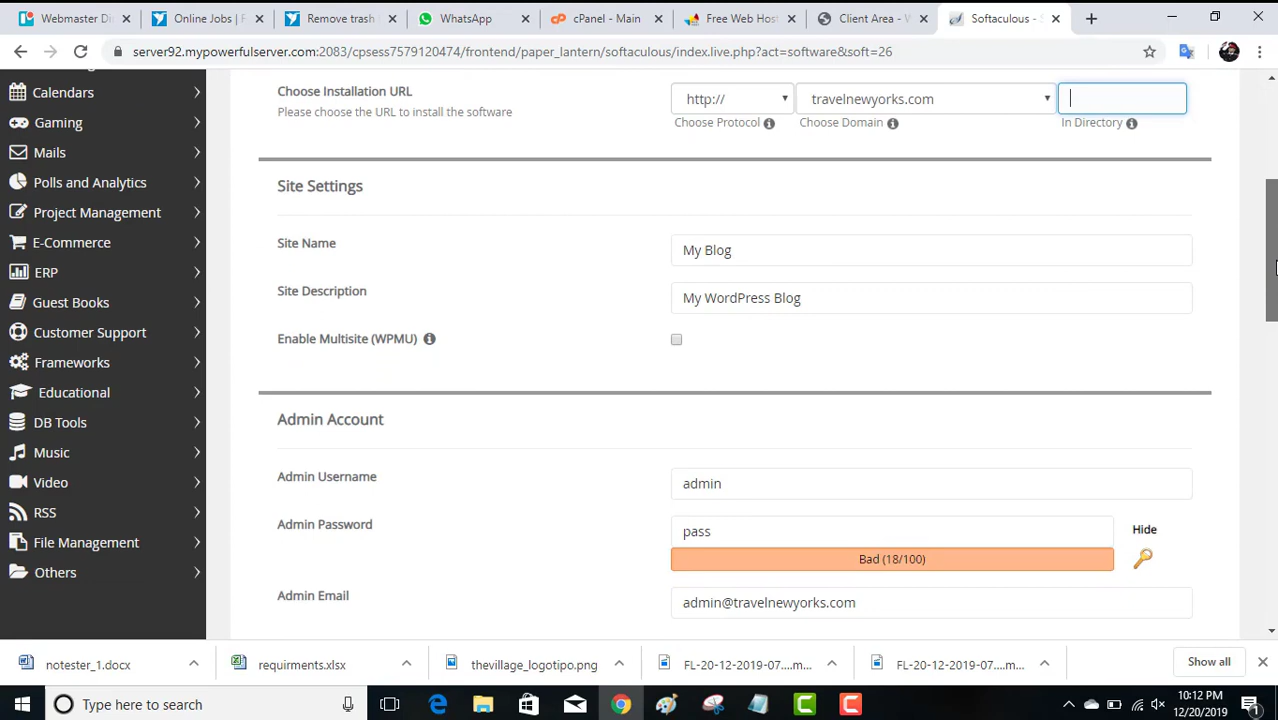 Webmaster Di
Online Jobs | F
Remove trash |
WhatsApp
cPanel - Main
Free Web Hos
Client Area - W
Softaculous - S
server92.mypowerfulserver.com:2083/cpsess7579120474/frontend/paper_lantern/softaculous/index.live.php?act=software&soft=26
Calendars
Gaming
Mails
Polls and Analytics
Project Management
E-Commerce
ERP
Guest Books
Customer Support
Frameworks
Educational
DB Tools
Music
Video
RSS
File Management
Others
Choose Installation URL
Please choose the URL to install the software
http://
travelnewyorks.com
Choose Protocol
Choose Domain
In Directory
Site Settings
Site Name
My Blog
Site Description
My WordPress Blog
Enable Multisite (WPMU)
Admin Account
Admin Username
admin
Admin Password
pass
Hide
Bad (18/100)
Admin Email
admin@travelnewyorks.com
notester_1.docx
requirments.xlsx
thevillage_logotipo.png
FL-20-12-2019-07....m...
FL-20-12-2019-07....m...
Show all
Type here to search
10:12 PM
12/20/2019